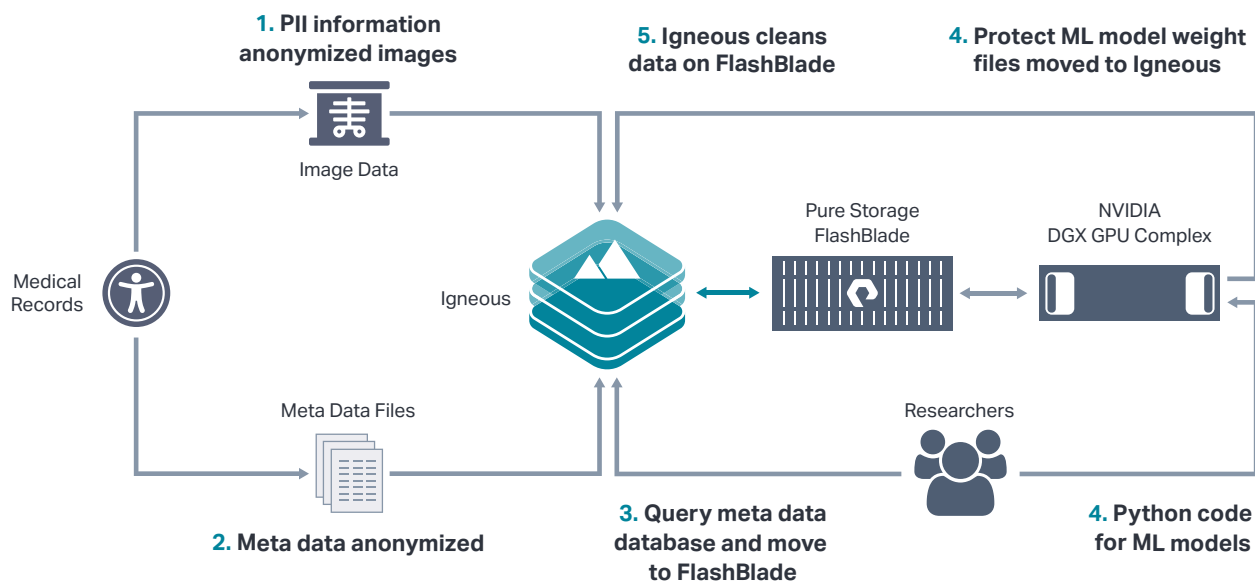 1. PII information
anonymized images
5. Igneous cleans
data on FlashBlade
4. Protect ML model weight
files moved to Igneous
Image Data
Pure Storage
FlashBlade
NVIDIA
DGX GPU Complex
Medical
Records
Igneous
Meta Data Files
Researchers
2. Meta data anonymized
3. Query meta data
database and move
to FlashBlade
4. Python code
for ML models